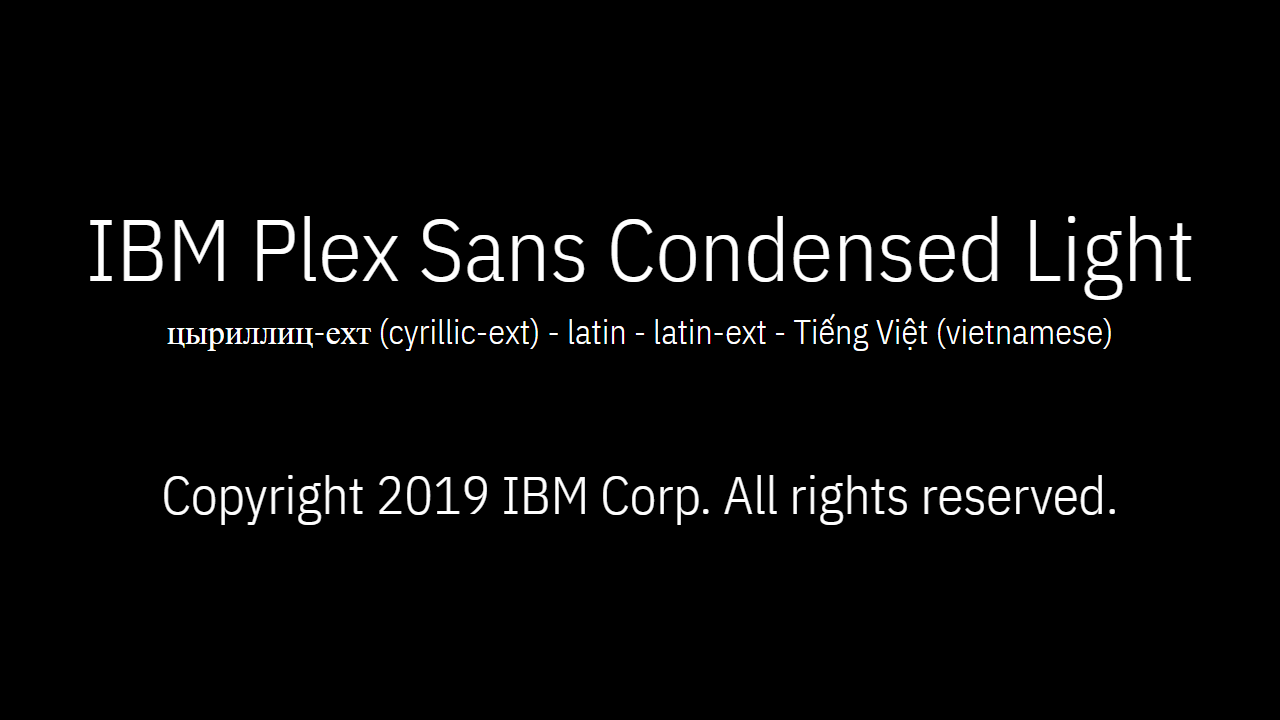 IBM Plex Sans Condensed Light
цыриллиц-ехт (cyrillic-ext) - latin - latin-ext - Tiếng Việt (vietnamese)
Copyright 2019 IBM Corp. All rights reserved.